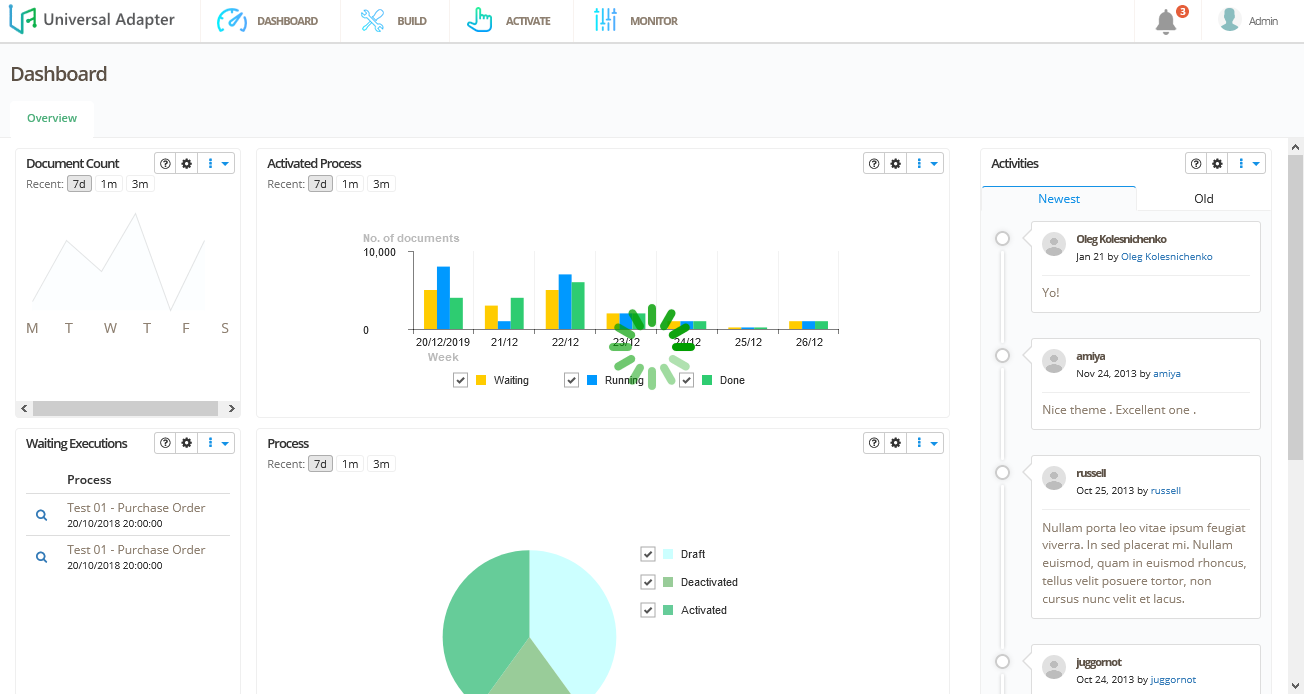 Universal Adapter
DASHBOARD
BUILD
ACTIVATE
MONITOR
3
Admin
Dashboard
Overview
Document Count
Recent: 7d 1m 3m
M T W T F S
Waiting Executions
Process
Test 01 - Purchase Order
20/10/2018 20:00:00
Test 01 - Purchase Order
20/10/2018 20:00:00
Activated Process
Recent: 7d 1m 3m
No. of documents
10,000
0
20/12/2019 21/12 22/12 23/12 24/12 25/12 26/12
Week
Waiting Running Done
Process
Recent: 7d 1m 3m
Draft
Deactivated
Activated
Activities
Newest Old
Oleg Kolesnichenko
Jan 21 by Oleg Kolesnichenko
Yo!
amiya
Nov 24, 2013 by amiya
Nice theme . Excellent one .
russell
Oct 25, 2013 by russell
Nullam porta leo vitae ipsum feugiat
viverra. In sed placerat mi. Nullam
euismod, quam in euismod rhoncus,
tellus velit posuere tortor, non
cursus nunc velit et lacus.
juggornot
Oct 24, 2013 by juggornot